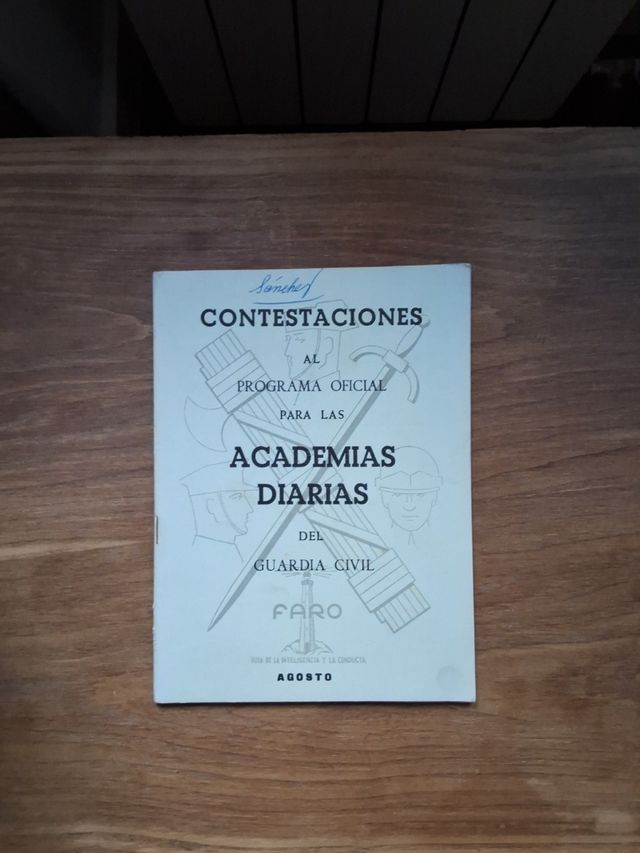 Sánchez
CONTESTACIONES
AL
PROGRAMA OFICIAL
PARA LAS
ACADEMIAS
DIARIAS
DEL
GUARDIA CIVIL
FARO
GUIA DE LA INTELIGENCIA Y LA CONDUCTA
AGOSTO